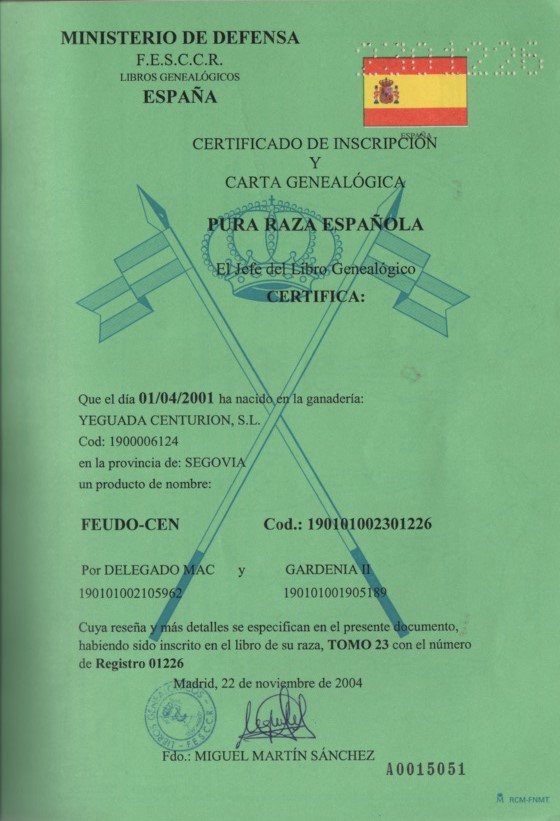 MINISTERIO DE DEFENSA
F.E.S.C.C.R.
LIBROS GENEALÓGICOS
ESPAÑA
2301226
ESPAÑA
CERTIFICADO DE INSCRIPCIÓN
Y
CARTA GENEALÓGICA
PURA RAZA ESPAÑOLA
El Jefe del Libro Genealógico
CERTIFICA:
Que el día 01/04/2001 ha nacido en la ganadería:
YEGUADA CENTURION, S.L.
Cod: 1900006124
en la provincia de: SEGOVIA
un producto de nombre:
FEUDO-CEN Cod.: 190101002301226
Por DELEGADO MAC y GARDENIA II
190101002105962 190101001905189
Cuya reseña y más detalles se especifican en el presente documento,
habiendo sido inscrito en el libro de su raza, TOMO 23 con el número
de Registro 01226
Madrid, 22 de noviembre de 2004
F.E.S.C.C.R.
Fdo.: MIGUEL MARTÍN SÁNCHEZ
A0015051
RCM-FNMT